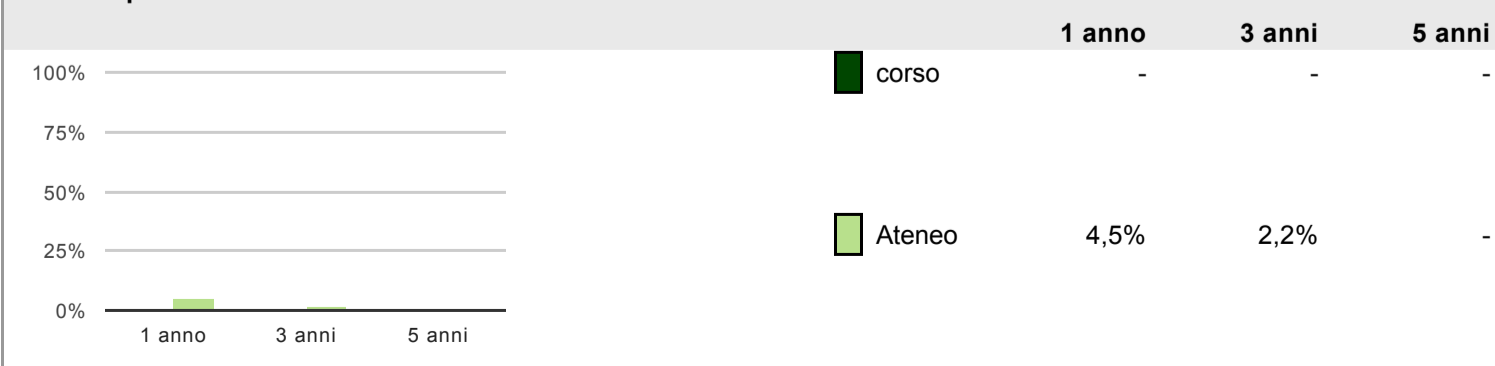 1 anno 3 anni 5 anni
100%
75%
50%
25%
0%
1 anno 3 anni 5 anni
corso - - -
Ateneo 4,5% 2,2% -